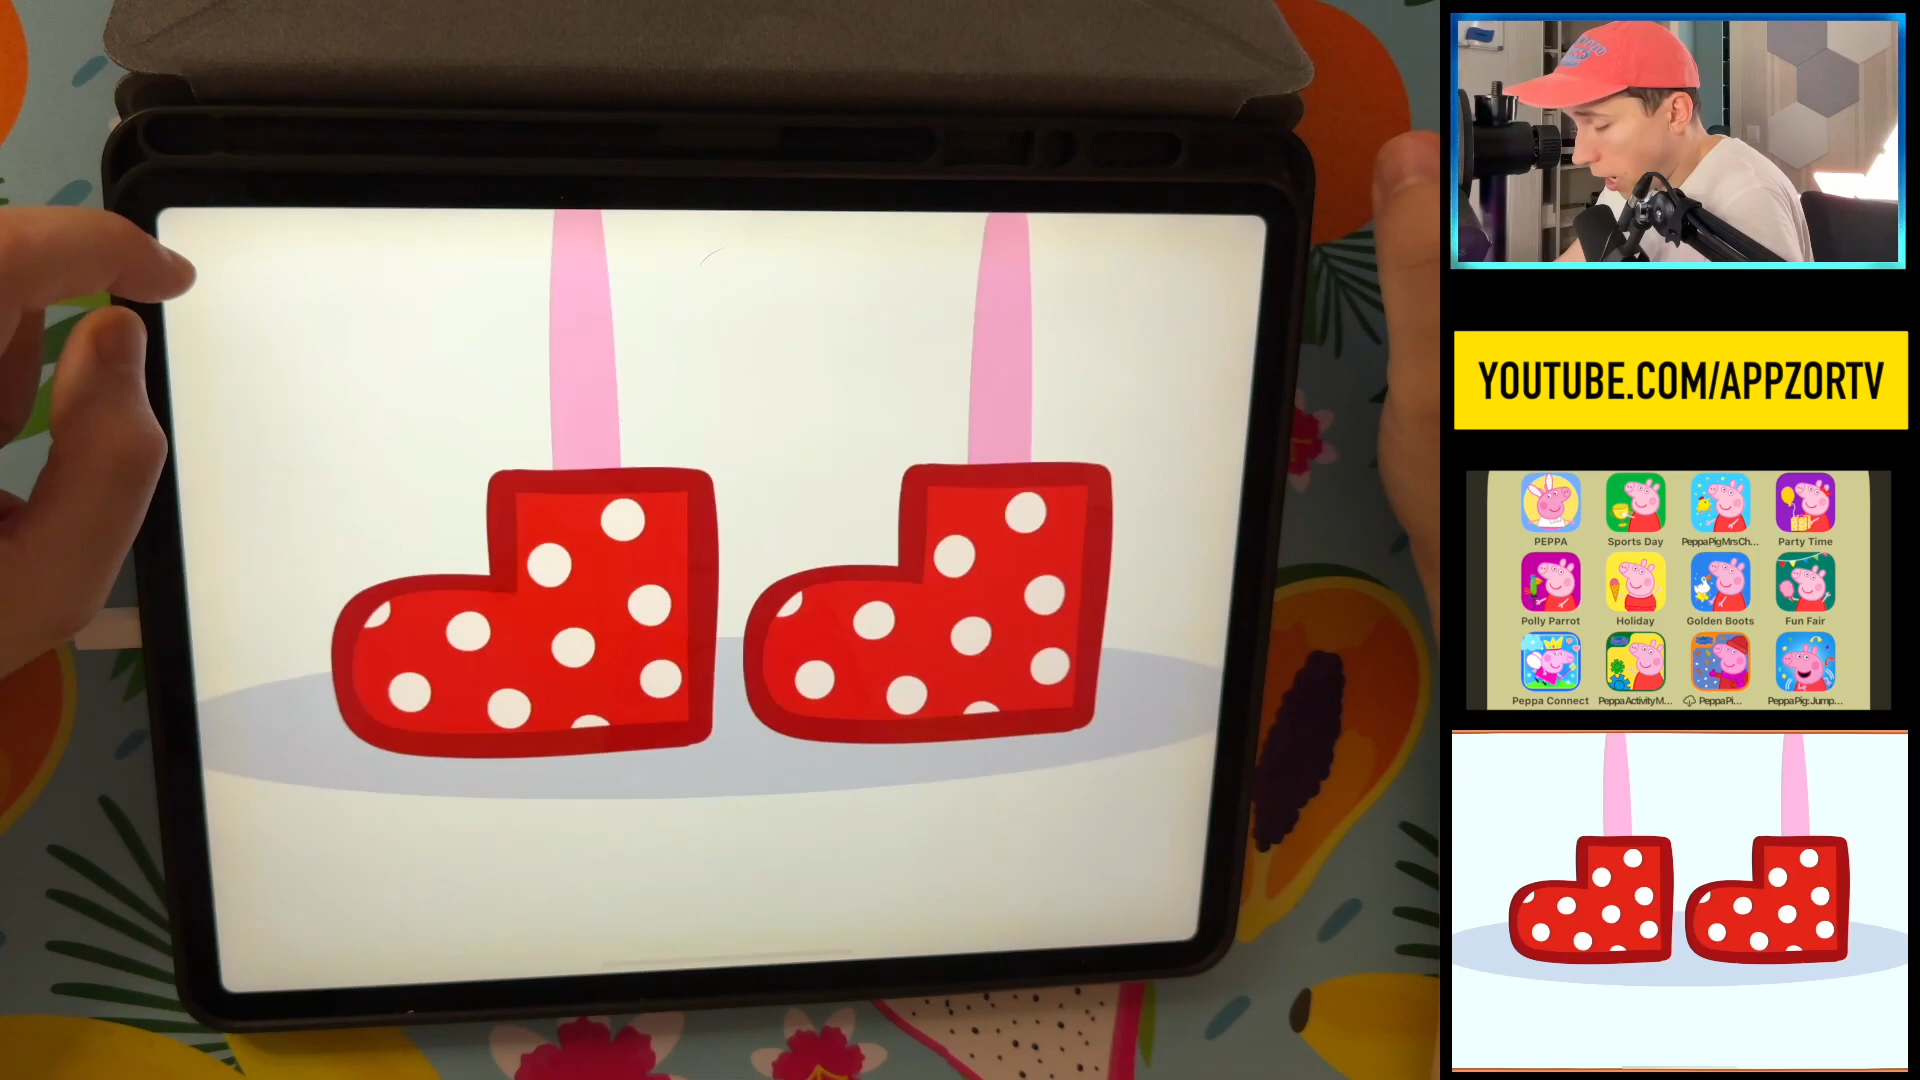 YOUTUBE.COM/APPZORTV
PEPPA
Sports Day
PeppaPigMrsCh...
Party Time
Polly Parrot
Holiday
Golden Boots
Fun Fair
Peppa Connect
PeppaActivityM...
PeppaPi...
PeppaPig:Jump...